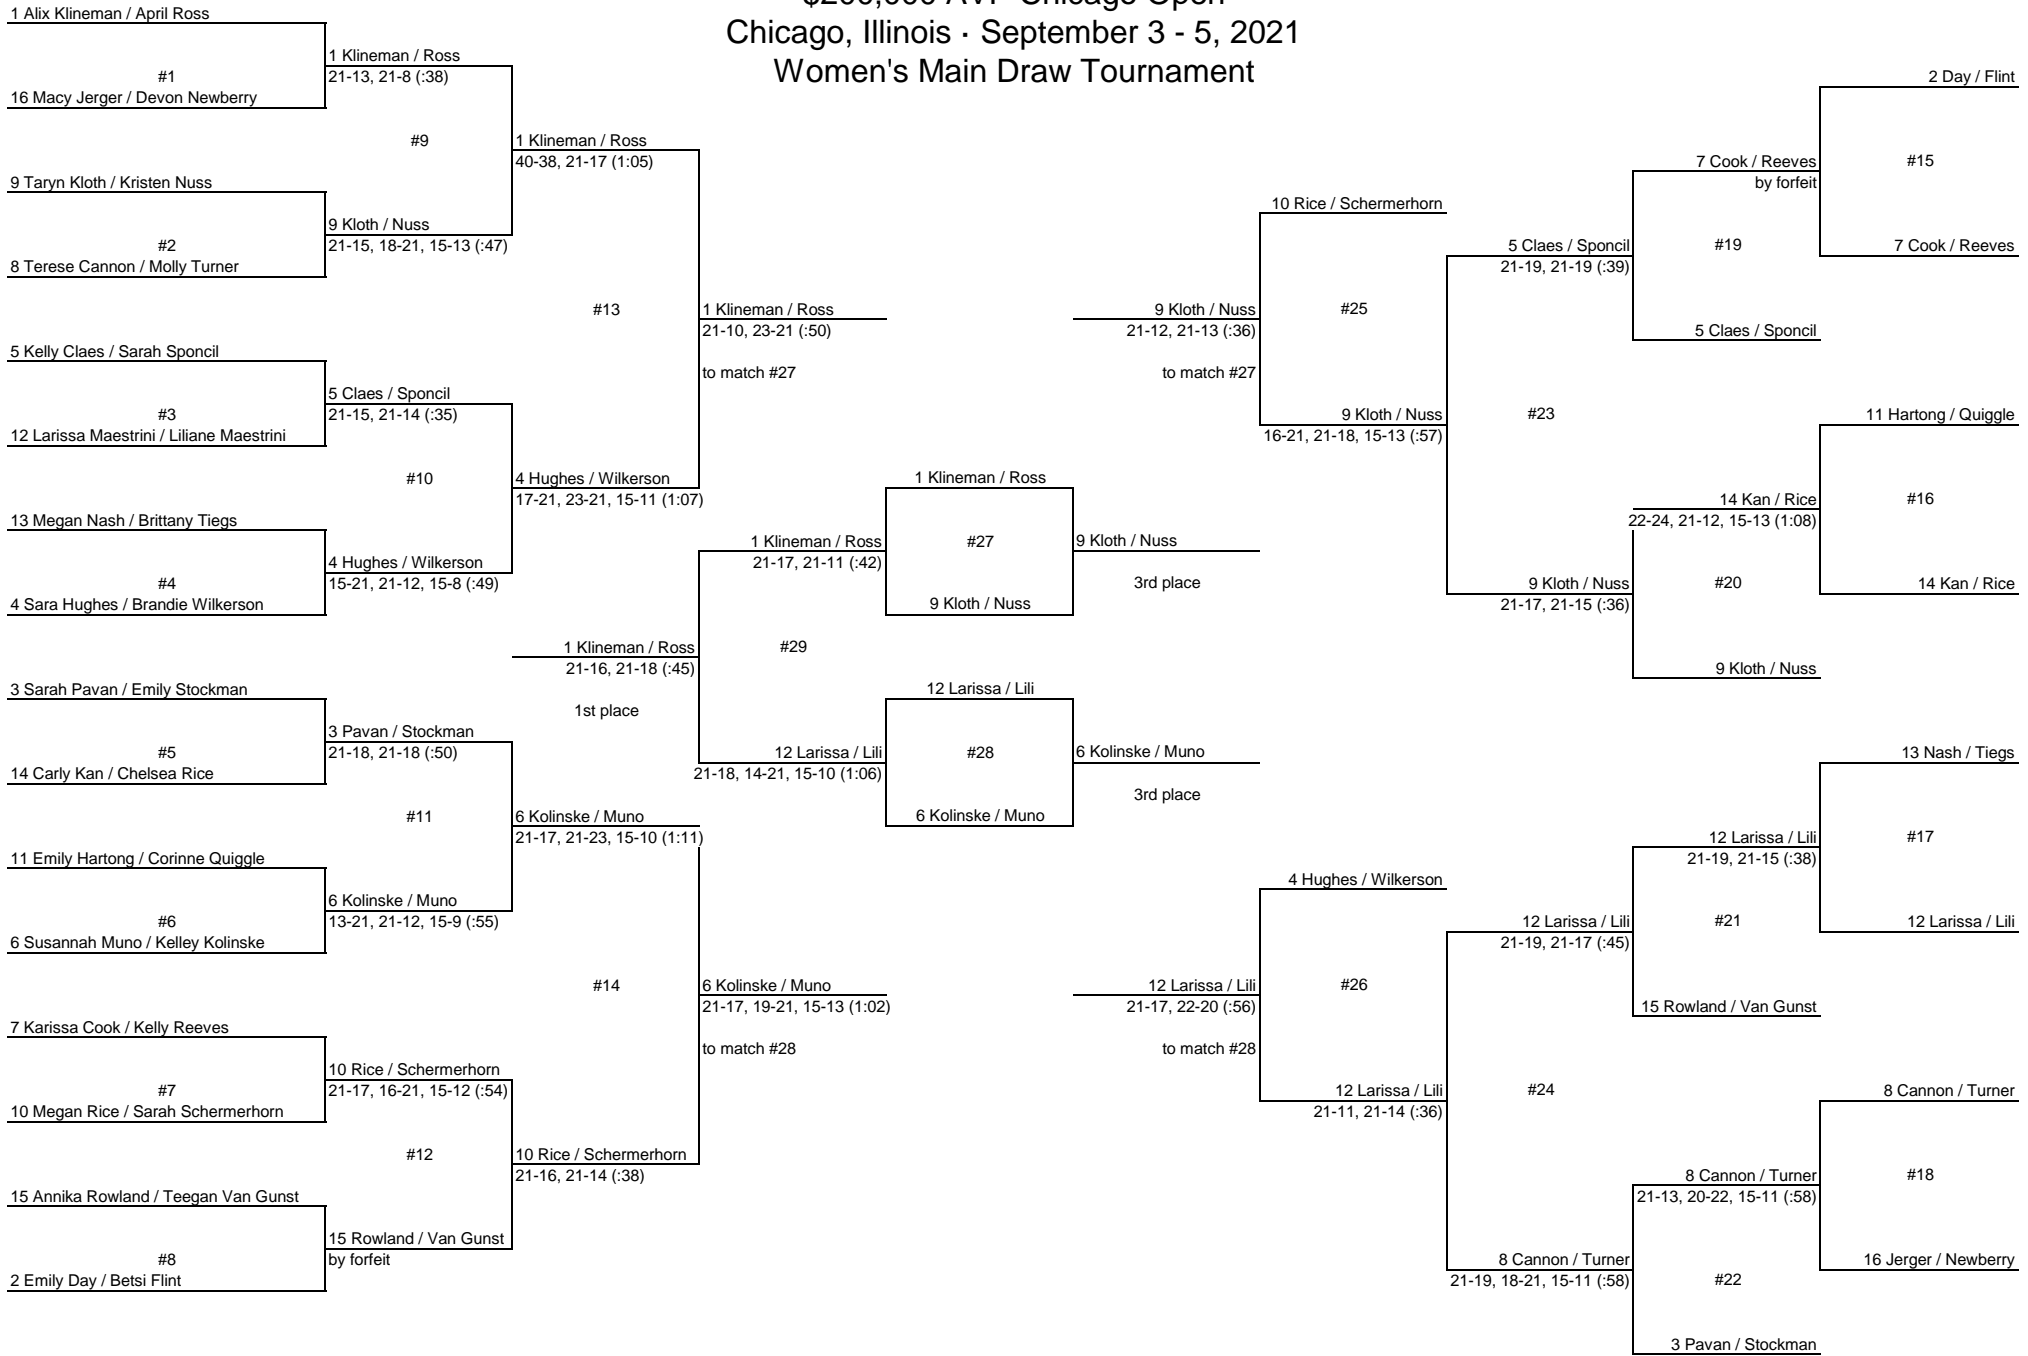 Chicago, Illinois · September 3 - 5, 2021
Women's Main Draw Tournament
1 Alix Klineman / April Ross
#1
16 Macy Jerger / Devon Newberry
9 Taryn Kloth / Kristen Nuss
#2
8 Terese Cannon / Molly Turner
5 Kelly Claes / Sarah Sponcil
#3
12 Larissa Maestrini / Liliane Maestrini
13 Megan Nash / Brittany Tiegs
#4
4 Sara Hughes / Brandie Wilkerson
3 Sarah Pavan / Emily Stockman
#5
14 Carly Kan / Chelsea Rice
11 Emily Hartong / Corinne Quiggle
#6
6 Susannah Muno / Kelley Kolinske
7 Karissa Cook / Kelly Reeves
#7
10 Megan Rice / Sarah Schermerhorn
15 Annika Rowland / Teegan Van Gunst
#8
2 Emily Day / Betsi Flint
1 Klineman / Ross
21-13, 21-8 (:38)
#9
9 Kloth / Nuss
21-15, 18-21, 15-13 (:47)
5 Claes / Sponcil
21-15, 21-14 (:35)
#10
4 Hughes / Wilkerson
15-21, 21-12, 15-8 (:49)
3 Pavan / Stockman
21-18, 21-18 (:50)
#11
6 Kolinske / Muno
13-21, 21-12, 15-9 (:55)
10 Rice / Schermerhorn
21-17, 16-21, 15-12 (:54)
#12
15 Rowland / Van Gunst
by forfeit
1 Klineman / Ross
40-38, 21-17 (1:05)
#13
4 Hughes / Wilkerson
17-21, 23-21, 15-11 (1:07)
6 Kolinske / Muno
21-17, 21-23, 15-10 (1:11)
#14
10 Rice / Schermerhorn
21-16, 21-14 (:38)
1 Klineman / Ross
21-10, 23-21 (:50)
to match #27
6 Kolinske / Muno
21-17, 19-21, 15-13 (1:02)
to match #28
1 Klineman / Ross
21-16, 21-18 (:45)
1st place
1 Klineman / Ross
21-17, 21-11 (:42)
#29
12 Larissa / Lili
21-18, 14-21, 15-10 (1:06)
1 Klineman / Ross
#27
9 Kloth / Nuss
12 Larissa / Lili
#28
6 Kolinske / Muno
9 Kloth / Nuss
3rd place
6 Kolinske / Muno
3rd place
9 Kloth / Nuss
21-12, 21-13 (:36)
to match #27
12 Larissa / Lili
21-17, 22-20 (:56)
to match #28
10 Rice / Schermerhorn
#25
9 Kloth / Nuss
16-21, 21-18, 15-13 (:57)
4 Hughes / Wilkerson
#26
12 Larissa / Lili
21-11, 21-14 (:36)
5 Claes / Sponcil
21-19, 21-19 (:39)
#23
9 Kloth / Nuss
21-17, 21-15 (:36)
12 Larissa / Lili
21-19, 21-17 (:45)
#24
8 Cannon / Turner
21-19, 18-21, 15-11 (:58)
7 Cook / Reeves
by forfeit
#19
5 Claes / Sponcil
14 Kan / Rice
22-24, 21-12, 15-13 (1:08)
#20
9 Kloth / Nuss
12 Larissa / Lili
21-19, 21-15 (:38)
#21
15 Rowland / Van Gunst
8 Cannon / Turner
21-13, 20-22, 15-11 (:58)
#22
3 Pavan / Stockman
2 Day / Flint
#15
7 Cook / Reeves
11 Hartong / Quiggle
#16
14 Kan / Rice
13 Nash / Tiegs
#17
12 Larissa / Lili
8 Cannon / Turner
#18
16 Jerger / Newberry